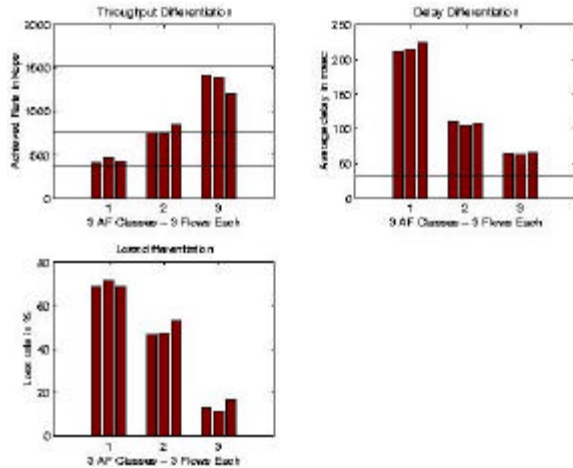 Throughput Differentiation
2000
1500
1000
500
0
Achieved Rate in Kbps
1
2
3
3 AF Classes - 3 Flows Each
Delay Differentiation
250
200
150
100
50
0
Average delay in msec
1
2
3
3 AF Classes - 3 Flows Each
Loss differentiation
80
60
40
20
0
Loss rate in %
1
2
3
3 AF Classes - 3 Flows Each